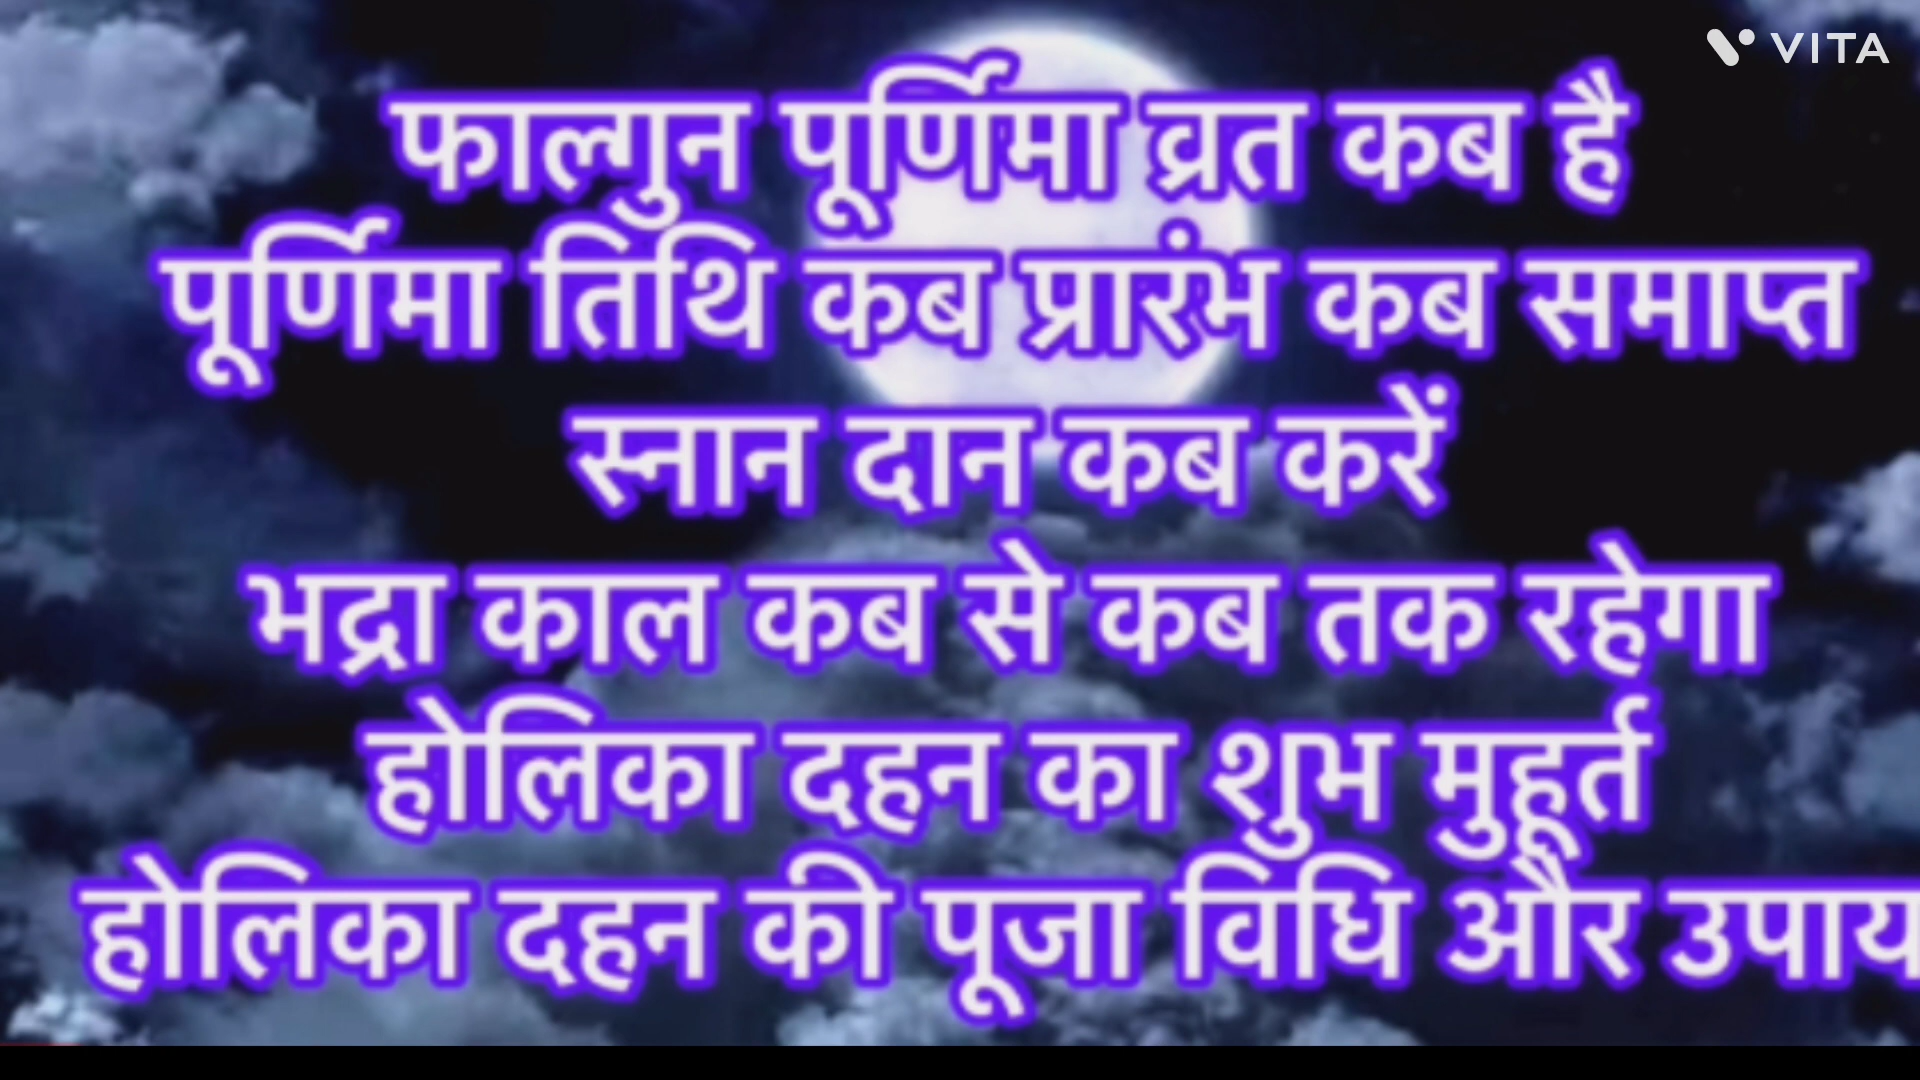 VITA
फाल्गुन पूर्णिमा व्रत कब है
पूर्णिमा तिथि कब प्रारंभ कब समाप्त
स्नान दान कब करें
भद्रा काल कब से कब तक रहेगा
होलिका दहन का शुभ मुहूर्त
होलिका दहन की पूजा विधि और उपाय